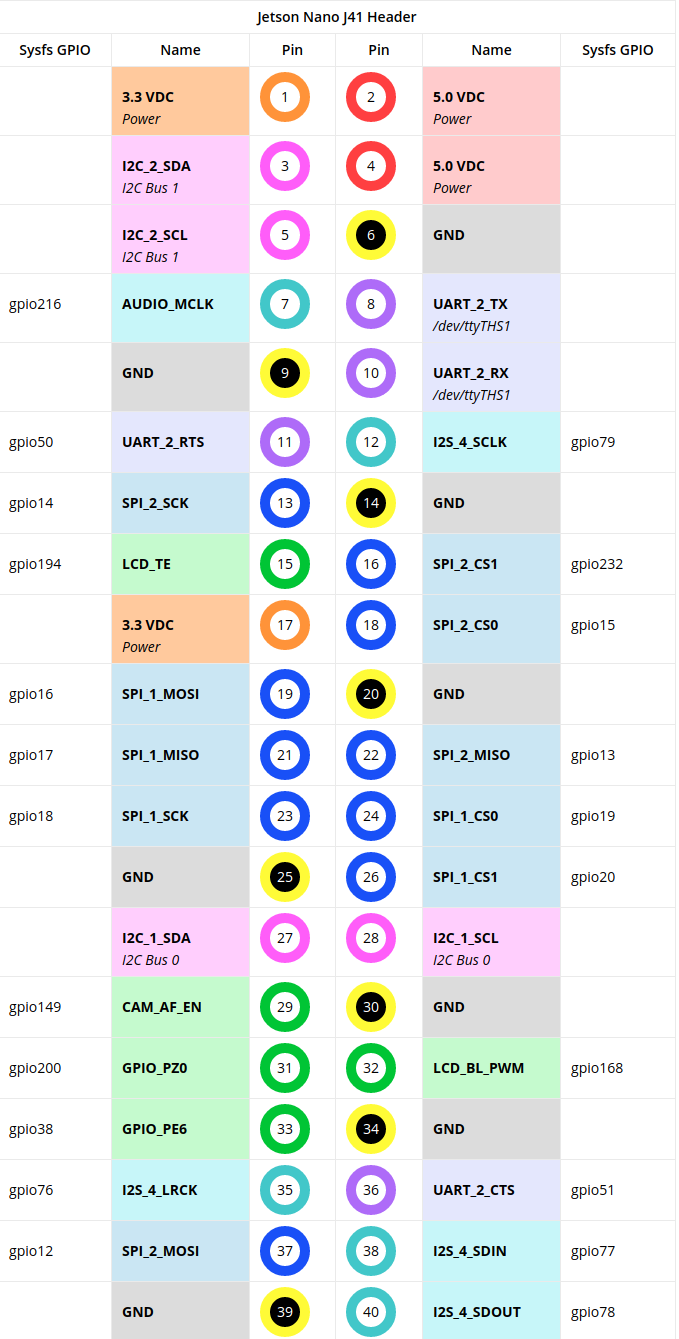 Jetson Nano J41 Header
Sysfs GPIO Name Pin Pin Name Sysfs GPIO
3.3 VDC 1 2 5.0 VDC
Power Power
I2C_2_SDA 3 4 5.0 VDC
I2C Bus 1 Power
I2C_2_SCL 5 6 GND
I2C Bus 1
gpio216 AUDIO_MCLK 7 8 UART_2_TX
/dev/ttyTHS1
GND 9 10 UART_2_RX
/dev/ttyTHS1
gpio50 UART_2_RTS 11 12 I2S_4_SCLK gpio79
gpio14 SPI_2_SCK 13 14 GND
gpio194 LCD_TE 15 16 SPI_2_CS1 gpio232
3.3 VDC 17 18 SPI_2_CS0 gpio15
Power
gpio16 SPI_1_MOSI 19 20 GND
gpio17 SPI_1_MISO 21 22 SPI_2_MISO gpio13
gpio18 SPI_1_SCK 23 24 SPI_1_CS0 gpio19
GND 25 26 SPI_1_CS1 gpio20
I2C_1_SDA 27 28 I2C_1_SCL
I2C Bus 0 I2C Bus 0
gpio149 CAM_AF_EN 29 30 GND
gpio200 GPIO_PZ0 31 32 LCD_BL_PWM gpio168
gpio38 GPIO_PE6 33 34 GND
gpio76 I2S_4_LRCK 35 36 UART_2_CTS gpio51
gpio12 SPI_2_MOSI 37 38 I2S_4_SDIN gpio77
GND 39 40 I2S_4_SDOUT gpio78